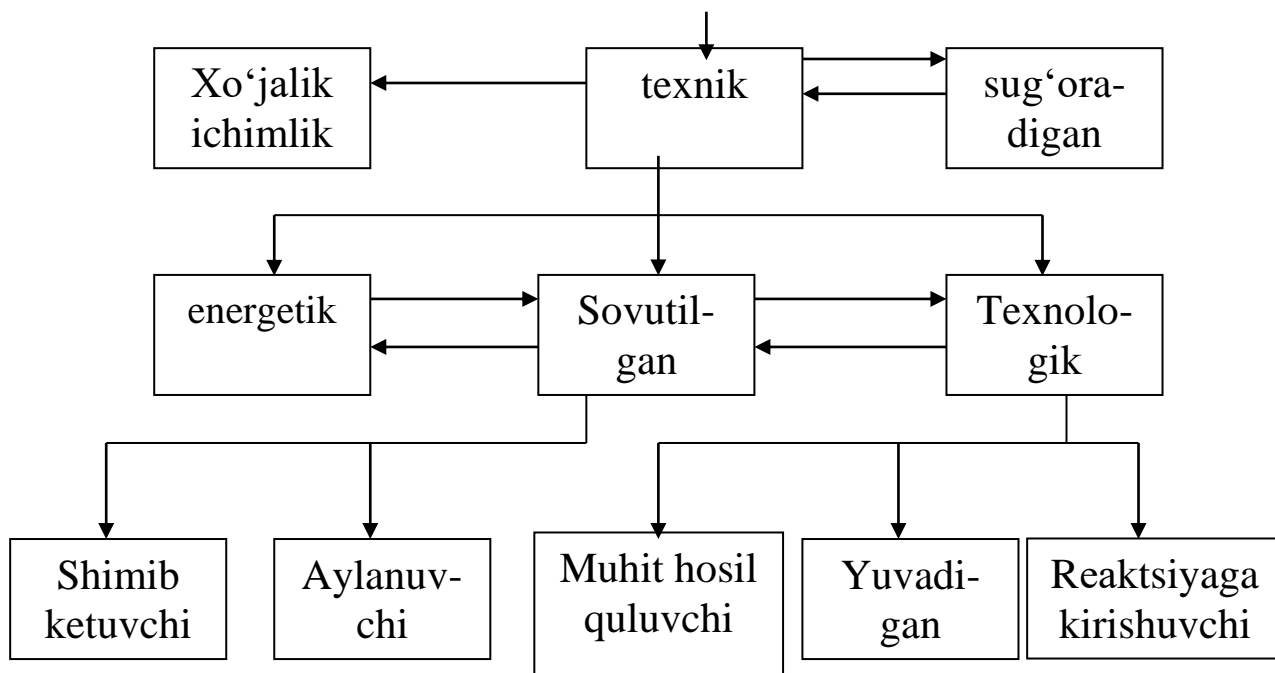 Xo‘jalik
ichimlik
texnik
sug‘ora-
digan
energetik
Sovutil-
gan
Texnolo-
gik
Shimib
ketuvchi
Aylanuv-
chi
Muhit hosil
quluvchi
Yuvadi-
gan
Reaktsiyaga
kirishuvchi